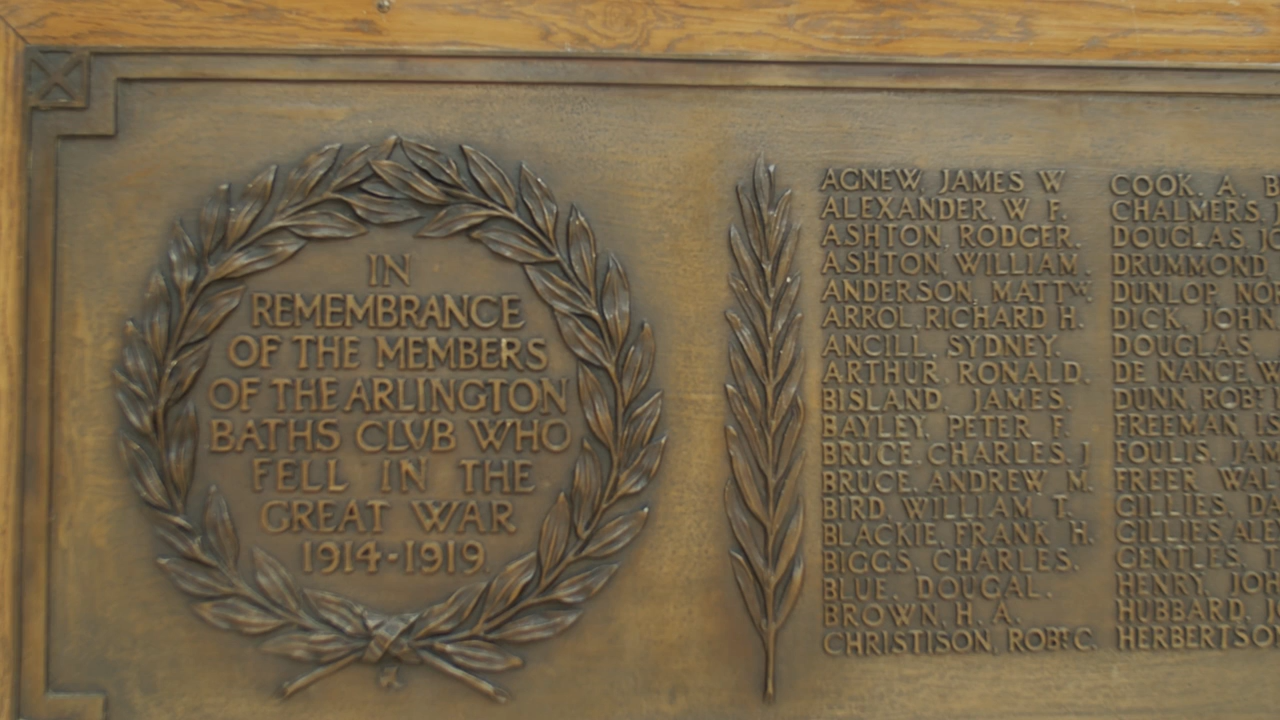 IN
REMEMBRANCE
OF THE MEMBERS
OF THE ARLINGTON
BATHS CLVB WHO
FELL IN THE
GREAT WAR
1914·1919.
AGNEW, JAMES W
ALEXANDER. W F.
ASHTON, RODGER.
ASHTON, WILLIAM.
ANDERSON, MATTW.
ARROL, RICHARD H.
ANCILL, SYDNEY.
ARTHUR, RONALD.
BISLAND, JAMES.
BAYLEY, PETER F.
BRUCE, CHARLES. J
BRUCE, ANDREW M.
BIRD, WILLIAM T.
BLACKIE, FRANK H.
BIGGS, CHARLES.
BLUE, DOUGAL.
BROWN, H. A.
CHRISTISON, ROBT C.
COOK. A.
CHALMERS,
DOUGLAS,
DRUMMOND,
DUNLOP,
DICK, JOHN
DOUGLAS,
DE NANCE,
DUNN, ROBT
FREEMAN,
FOULIS,
FREER
GILLIES,
GILLIES,
GENTLES,
HENRY,
HUBBARD,